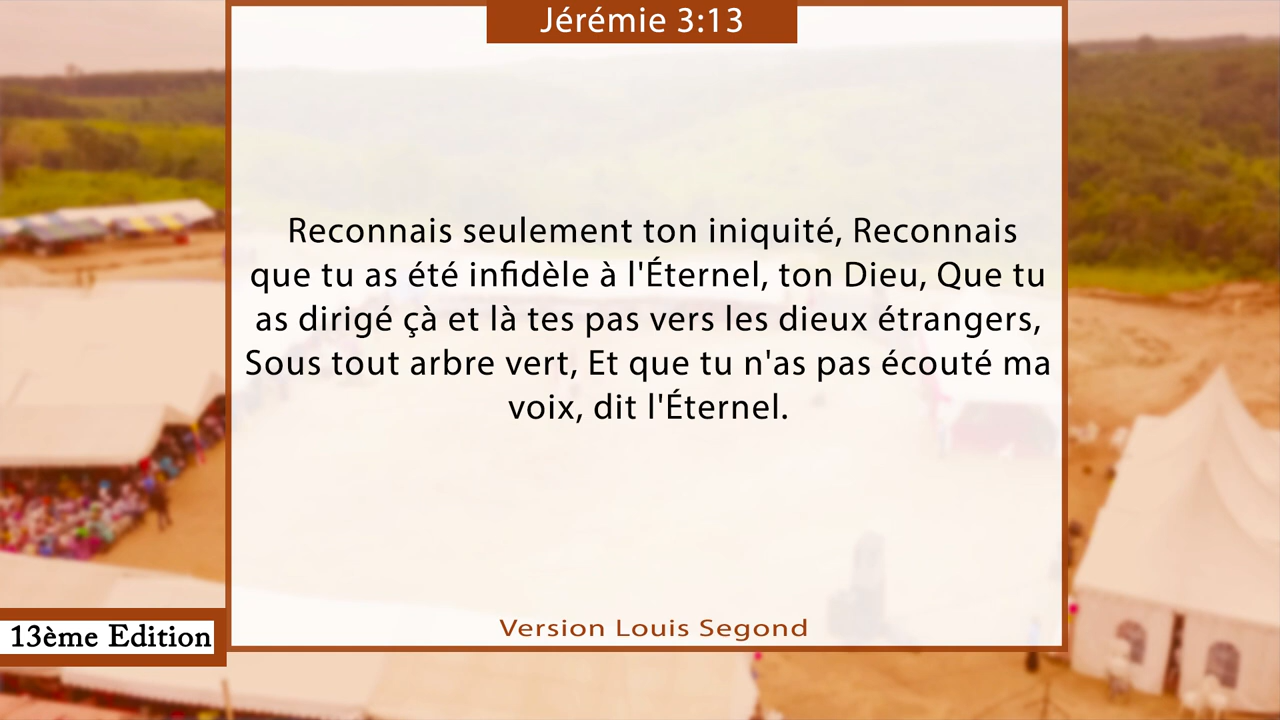 Jérémie 3:13
Reconnais seulement ton iniquité, Reconnais
que tu as été infidèle à l'Éternel, ton Dieu, Que tu
as dirigé çà et là tes pas vers les dieux étrangers,
Sous tout arbre vert, Et que tu n'as pas écouté ma
voix, dit l'Éternel.
Version Louis Segond
13ème Edition